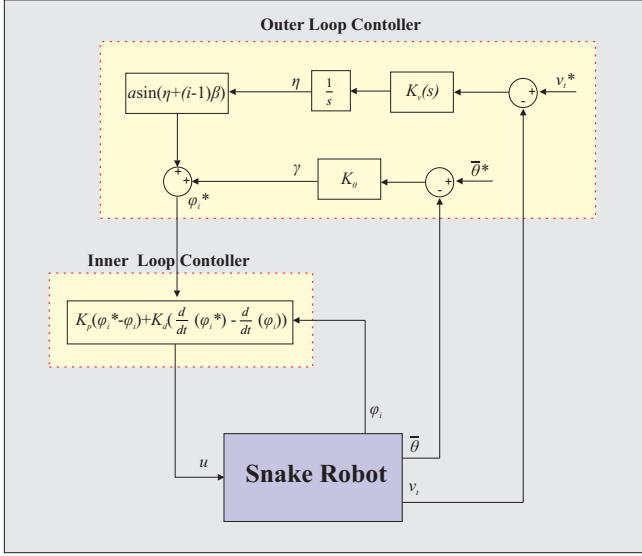 Outer Loop Contoller
asin(η+(i-1)β)
η
1
s
K_v(s)
v_t*
-
+
+
+
γ
K_θ
-
+
θ̅*
φ_i*
Inner Loop Contoller
K_p(φ_i*-φ_i)+K_d( d/dt (φ_i*) - d/dt (φ_i))
φ_i
u
Snake Robot
θ̅
v_t